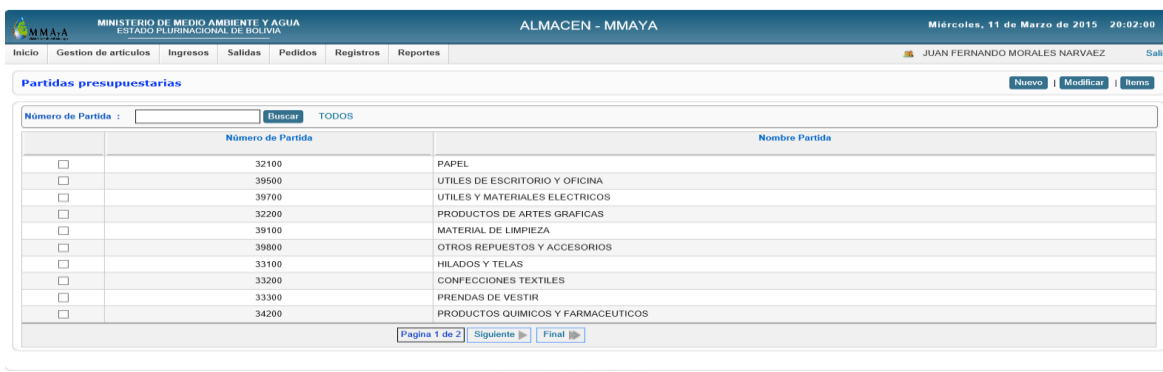 MMAyA
MINISTERIO DE MEDIO AMBIENTE Y AGUA
ESTADO PLURINACIONAL DE BOLIVIA
ALMACEN - MMAYA
Miércoles, 11 de Marzo de 2015 20:02:00
Inicio Gestion de articulos Ingresos Salidas Pedidos Registros Reportes JUAN FERNANDO MORALES NARVAEZ Sali
Partidas presupuestarias Nuevo | Modificar | Items
Número de Partida : Buscar TODOS
Número de Partida Nombre Partida
32100 PAPEL
39500 UTILES DE ESCRITORIO Y OFICINA
39700 UTILES Y MATERIALES ELECTRICOS
32200 PRODUCTOS DE ARTES GRAFICAS
39100 MATERIAL DE LIMPIEZA
39800 OTROS REPUESTOS Y ACCESORIOS
33100 HILADOS Y TELAS
33200 CONFECCIONES TEXTILES
33300 PRENDAS DE VESTIR
34200 PRODUCTOS QUIMICOS Y FARMACEUTICOS
Pagina 1 de 2 Siguiente Final